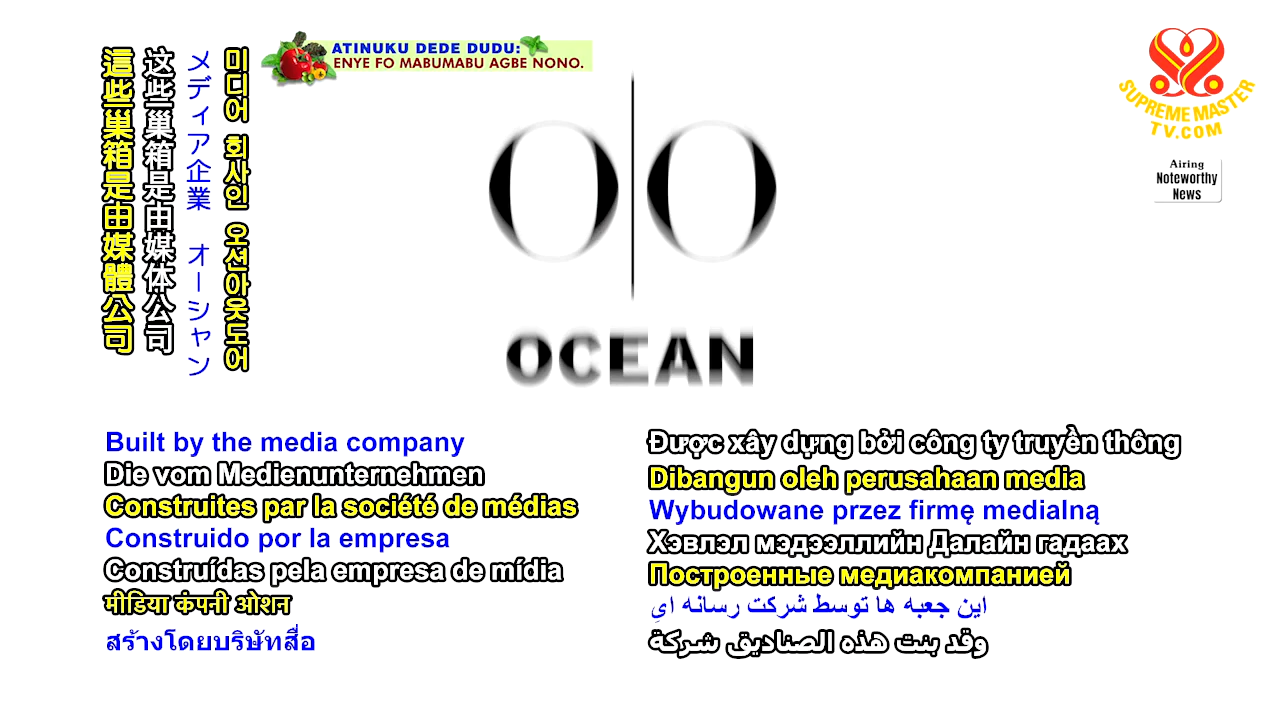 這些巢箱是由媒體公司
这些巢箱是由媒体公司
メディア企業　オーシャン
미디어 회사인 오션아웃도어
ATINUKU DEDE DUDU:
ENYE FO MABUMABU AGBE NONO.
SUPREME MASTER
TV.COM
Airing
Noteworthy
News
O|O
OCEAN
Built by the media company
Die vom Medienunternehmen
Construites par la société de médias
Construido por la empresa
Construídas pela empresa de mídia
मीडिया कंपनी ओशन
สร้างโดยบริษัทสื่อ
Được xây dựng bởi công ty truyền thông
Dibangun oleh perusahaan media
Wybudowane przez firmę medialną
Хэвлэл мэдээллийн Далайн гадаах
Построенные медиакомпанией
این جعبه ها توسط شرکت رسانه ایِ
وقد بنت هذه الصناديق شركة